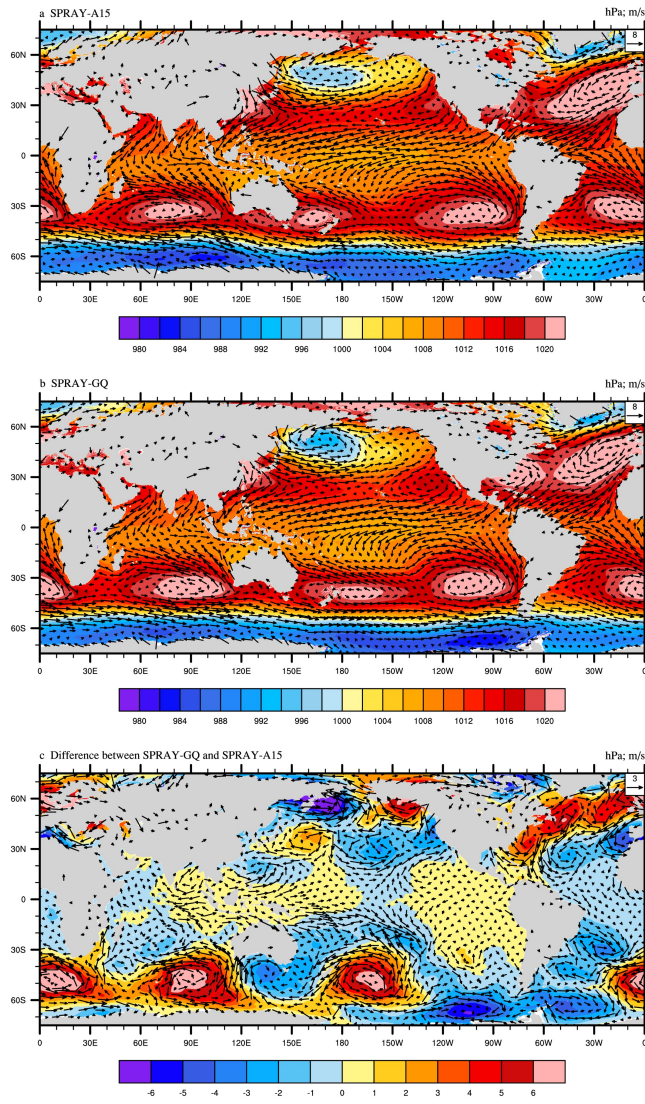 a SPRAY-A15 hPa; m/s
8
60N
30N
0
30S
60S
0 30E 60E 90E 120E 150E 180 150W 120W 90W 60W 30W 0
980 984 988 992 996 1000 1004 1008 1012 1016 1020
b SPRAY-GQ hPa; m/s
8
60N
30N
0
30S
60S
0 30E 60E 90E 120E 150E 180 150W 120W 90W 60W 30W 0
980 984 988 992 996 1000 1004 1008 1012 1016 1020
c Difference between SPRAY-GQ and SPRAY-A15 hPa; m/s
3
60N
30N
0
30S
60S
0 30E 60E 90E 120E 150E 180 150W 120W 90W 60W 30W 0
-6 -5 -4 -3 -2 -1 0 1 2 3 4 5 6